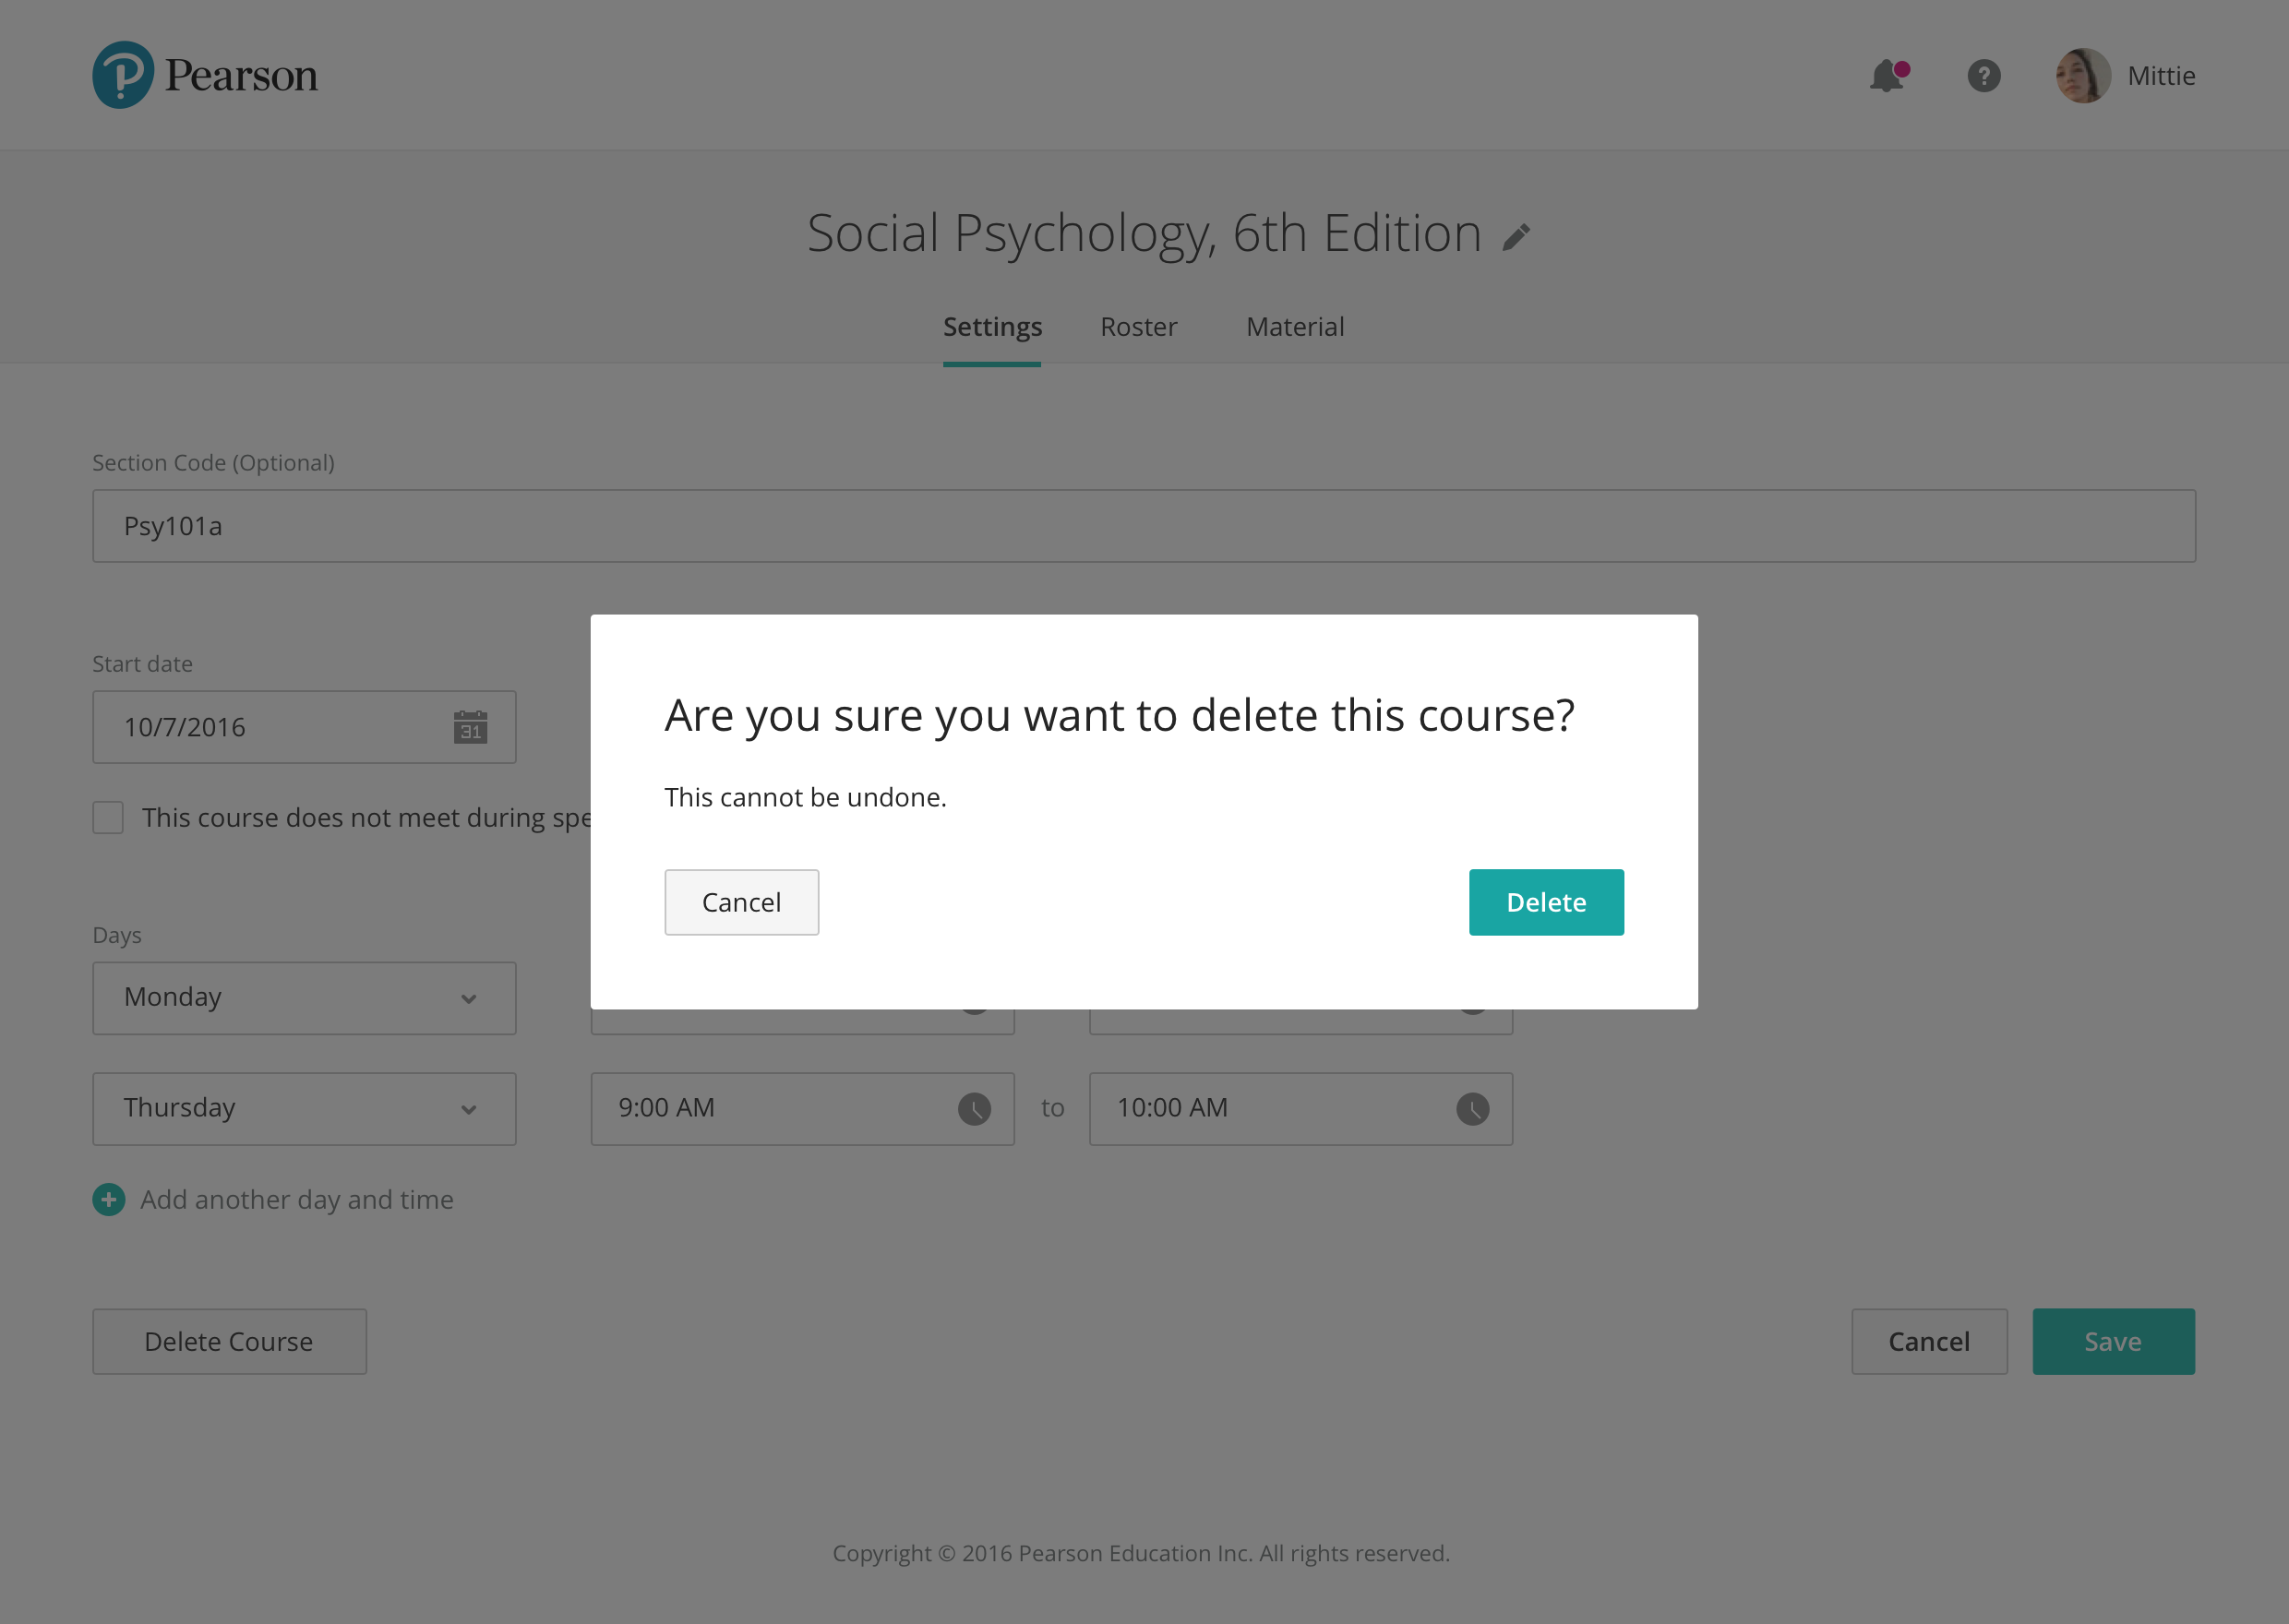 Pearson
Mittie
Social Psychology, 6th Edition
Settings Roster Material
Section Code (Optional)
Psy101a
Start date
10/7/2016
31
This course does not meet during
Are you sure you want to delete this course?
This cannot be undone.
Cancel Delete
Days
Monday
Thursday 9:00 AM to 10:00 AM
Add another day and time
Delete Course Cancel Save
Copyright © 2016 Pearson Education Inc. All rights reserved.